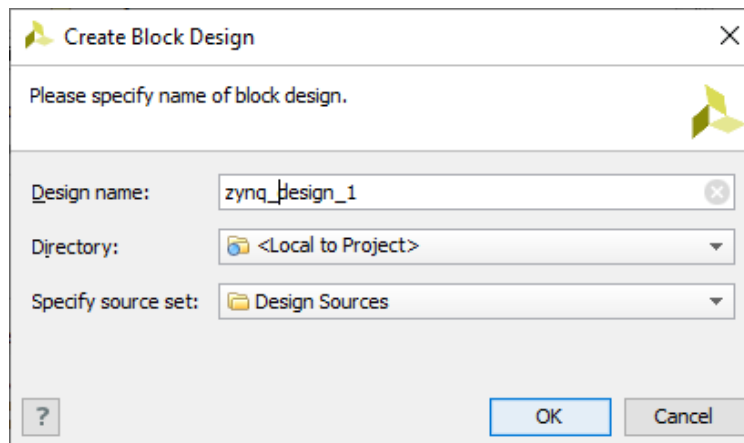 Create Block Design
Please specify name of block design.
Design name: zynq_design_1
Directory: <Local to Project>
Specify source set: Design Sources
? OK Cancel